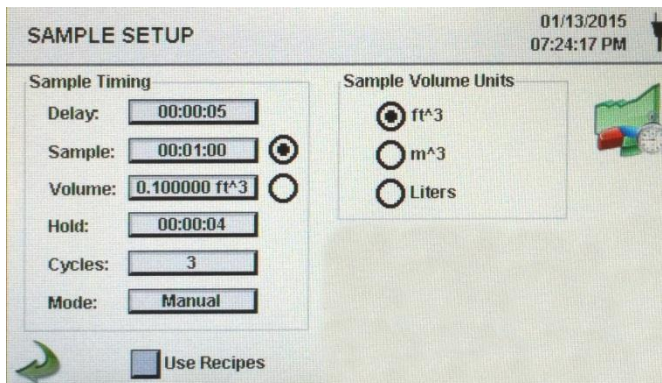 SAMPLE SETUP
01/13/2015
07:24:17 PM
Sample Timing
Delay: 00:00:05
Sample: 00:01:00
Volume: 0.100000 ft^3
Hold: 00:00:04
Cycles: 3
Mode: Manual
Use Recipes
Sample Volume Units
ft^3
m^3
Liters